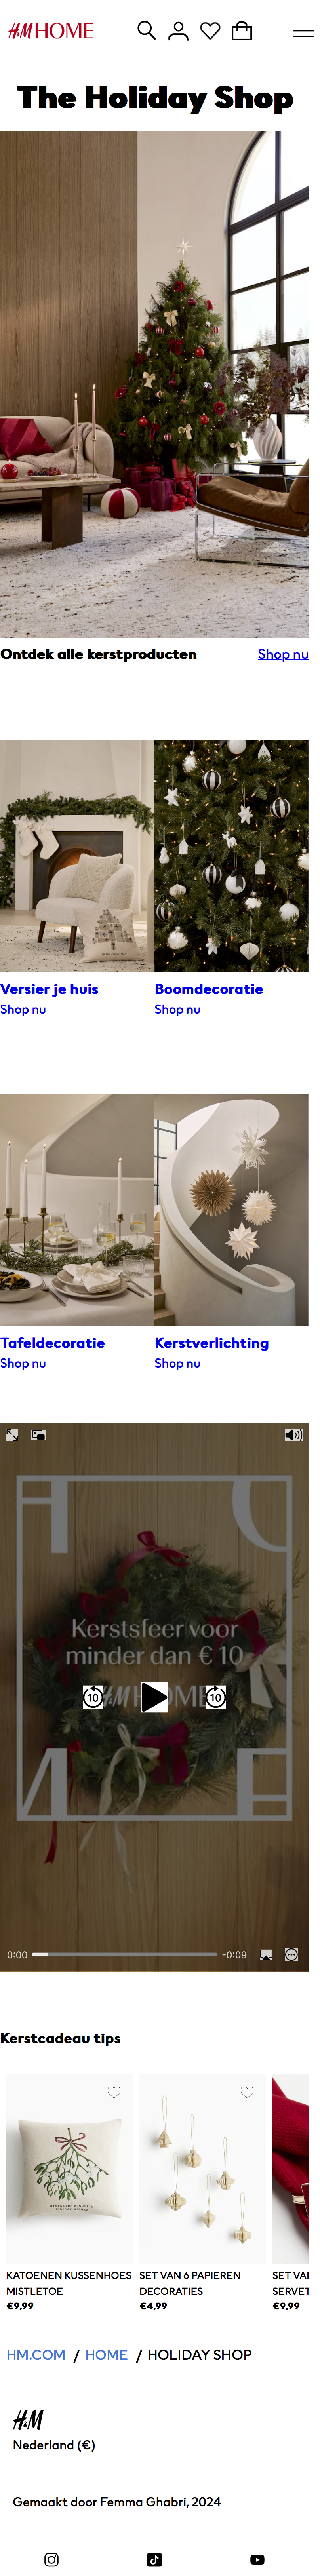 H&M HOME
The Holiday Shop
Ontdek alle kerstproducten
Shop nu
Versier je huis
Shop nu
Boomdecoratie
Shop nu
Tafeldecoratie
Shop nu
Kerstverlichting
Shop nu
Kerstsfeer voor
minder dan € 10
10
10
H&M HOME
0:00
-0:09
Kerstcadeau tips
KATOENEN KUSSENHOES
MISTLETOE
€9,99
SET VAN 6 PAPIEREN
DECORATIES
€4,99
SET VAN
SERVET
€9,99
HM.COM / HOME / HOLIDAY SHOP
H&M
Nederland (€)
Gemaakt door Femma Ghabri, 2024